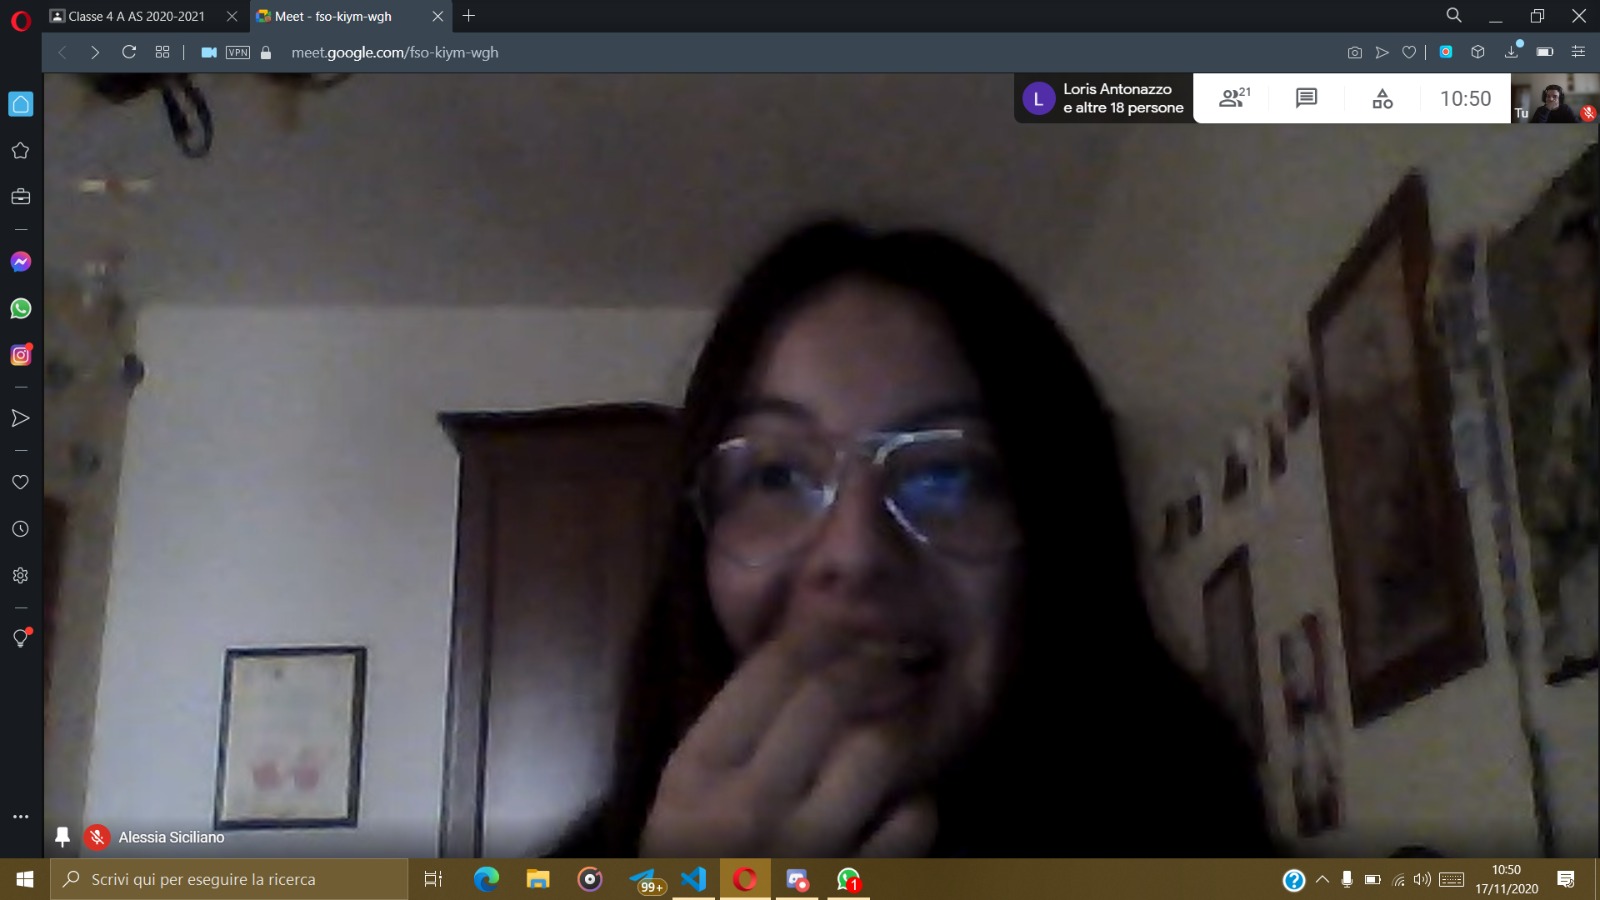 Classe 4 A AS 2020-2021
Meet - fso-kiym-wgh
VPN
meet.google.com/fso-kiym-wgh
L
Loris Antonazzo
e altre 18 persone
21
10:50
Tu
Alessia Siciliano
Scrivi qui per eseguire la ricerca
99+
1
10:50
17/11/2020